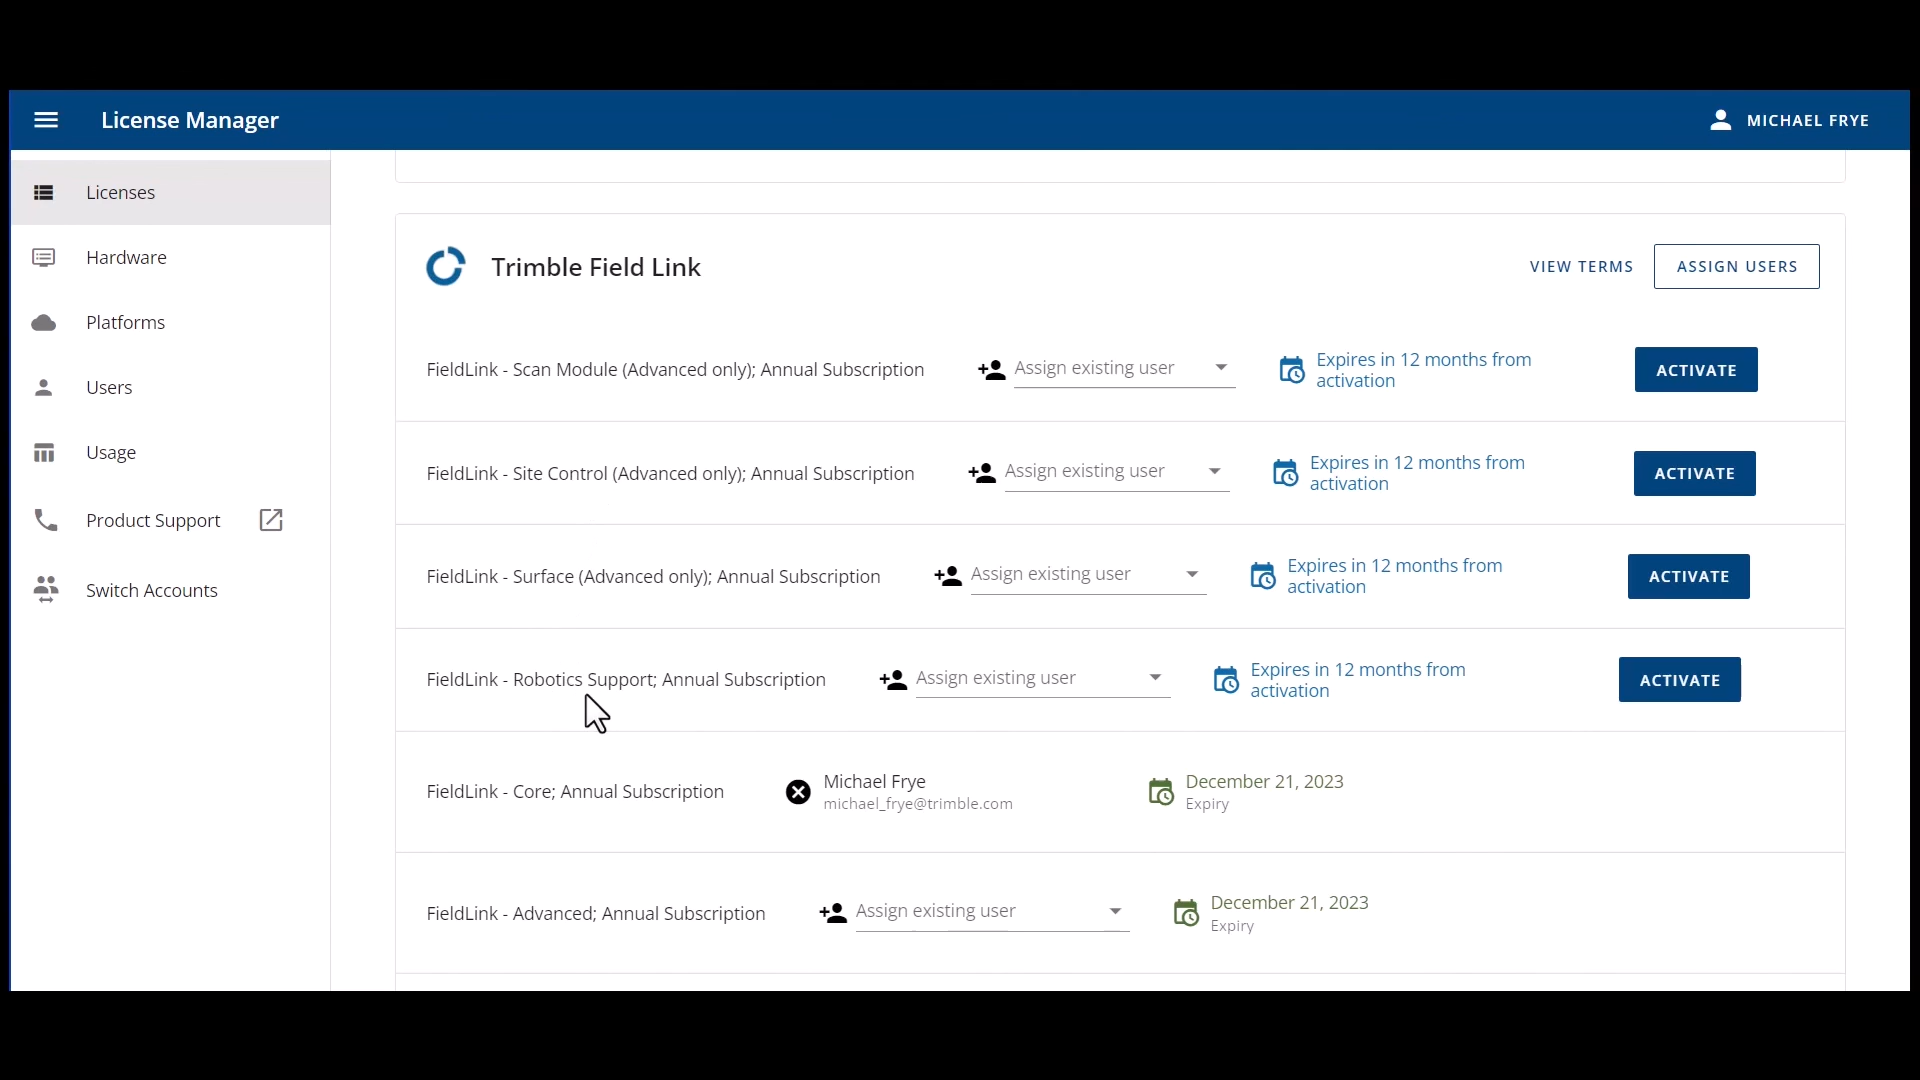 License Manager
MICHAEL FRYE
Licenses
Hardware
Platforms
Users
Usage
Product Support
Switch Accounts
Trimble Field Link
VIEW TERMS
ASSIGN USERS
FieldLink - Scan Module (Advanced only); Annual Subscription
Assign existing user
Expires in 12 months from
activation
ACTIVATE
FieldLink - Site Control (Advanced only); Annual Subscription
Assign existing user
Expires in 12 months from
activation
ACTIVATE
FieldLink - Surface (Advanced only); Annual Subscription
Assign existing user
Expires in 12 months from
activation
ACTIVATE
FieldLink - Robotics Support; Annual Subscription
Assign existing user
Expires in 12 months from
activation
ACTIVATE
FieldLink - Core; Annual Subscription
Michael Frye
michael_frye@trimble.com
December 21, 2023
Expiry
FieldLink - Advanced; Annual Subscription
Assign existing user
December 21, 2023
Expiry